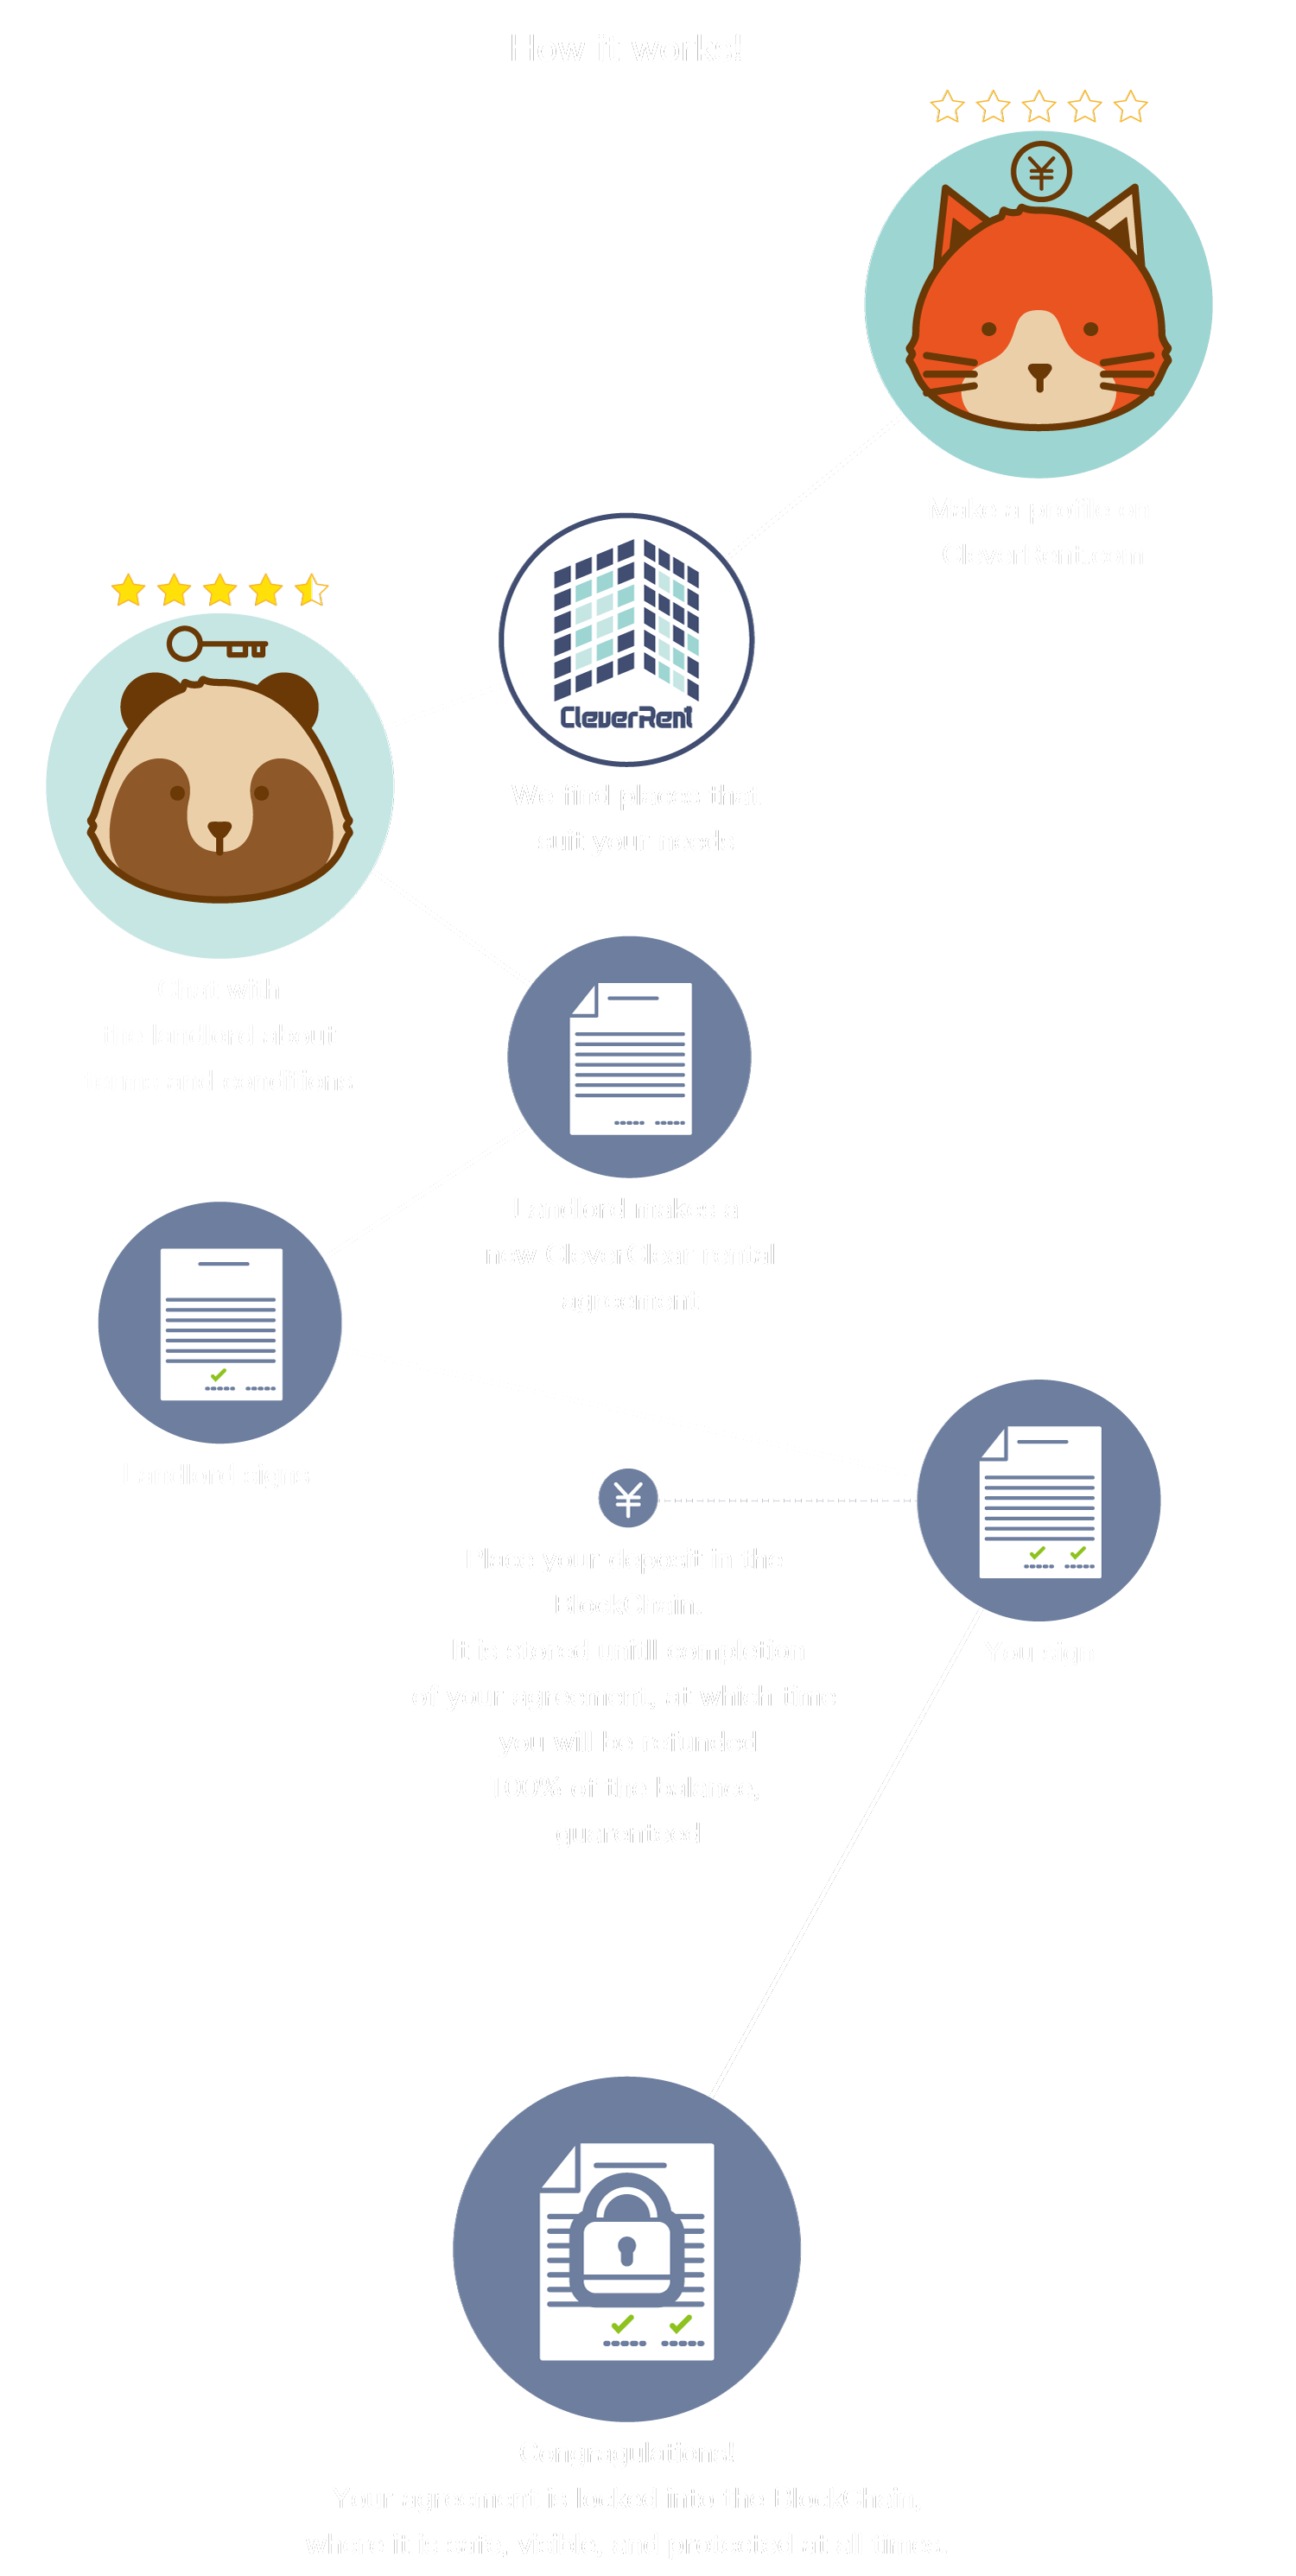 How it works!
¥
Make a profile on
CleverRent.com
CleverRent
We find places that
suit your needs
Chat with
the landlord about
terms and conditions
Landlord makes a
new CleverClear rental
agreement
Landlord signs
¥
Place your deposit in the
BlockChain.
It is stored untill completion
of your agreement, at which time
you will be refunded
100% of the balance,
guarenteed
You sign
Congragulations!
Your agreement is locked into the BlockChain,
where it is safe, visible, and protected at all times.